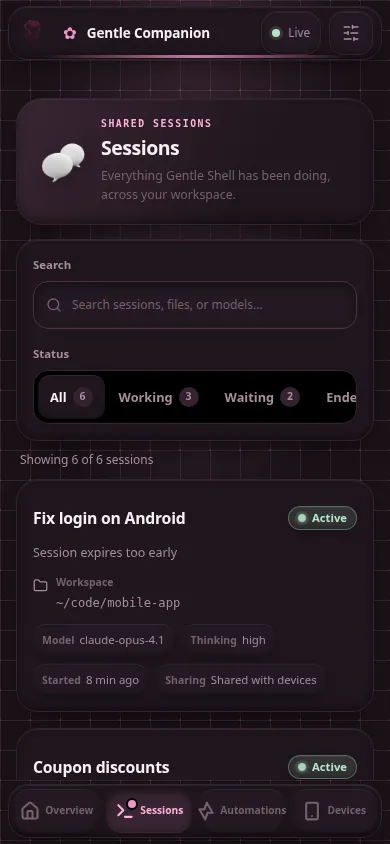 Gentle Companion
Live
SHARED SESSIONS
Sessions
Everything Gentle Shell has been doing,
across your workspace.
Search
Search sessions, files, or models...
Status
All 6 Working 3 Waiting 2 Ende
Showing 6 of 6 sessions
Fix login on Android
Active
Session expires too early
Workspace
~/code/mobile-app
Model claude-opus-4.1 Thinking high
Started 8 min ago Sharing Shared with devices
Coupon discounts
Active
Overview Sessions Automations Devices